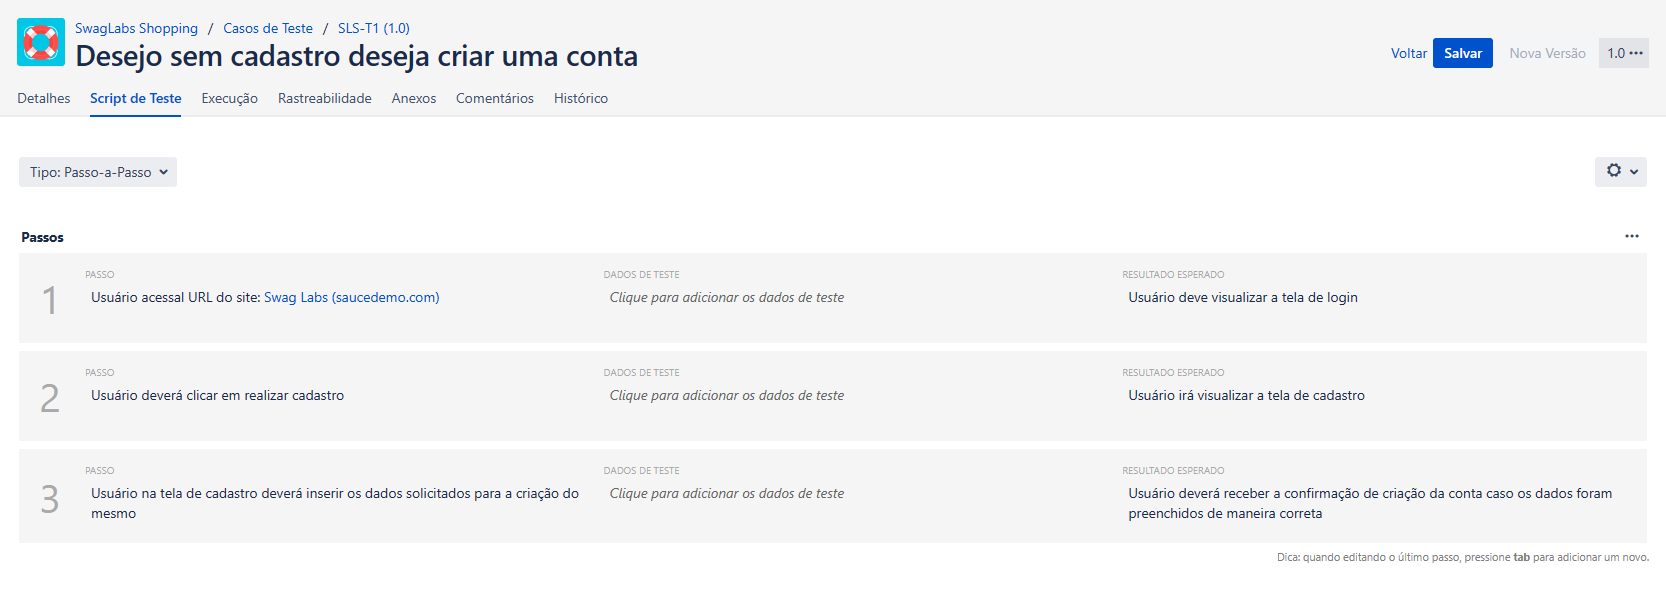 SwagLabs Shopping / Casos de Teste / SLS-T1 (1.0)
Desejo sem cadastro deseja criar uma conta
Voltar Salvar Nova Versão 1.0 •••
Detalhes Script de Teste Execução Rastreabilidade Anexos Comentários Histórico
Tipo: Passo-a-Passo
Passos •••
PASSO DADOS DE TESTE RESULTADO ESPERADO
1 Usuário acessal URL do site: Swag Labs (saucedemo.com) Clique para adicionar os dados de teste Usuário deve visualizar a tela de login
PASSO DADOS DE TESTE RESULTADO ESPERADO
2 Usuário deverá clicar em realizar cadastro Clique para adicionar os dados de teste Usuário irá visualizar a tela de cadastro
PASSO DADOS DE TESTE RESULTADO ESPERADO
3 Usuário na tela de cadastro deverá inserir os dados solicitados para a criação do Clique para adicionar os dados de teste Usuário deverá receber a confirmação de criação da conta caso os dados foram
mesmo preenchidos de maneira correta
Dica: quando editando o último passo, pressione tab para adicionar um novo.